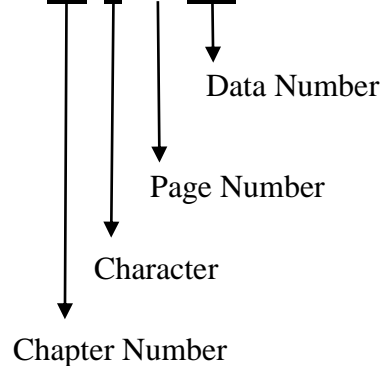 Data Number
Page Number
Character
Chapter Number